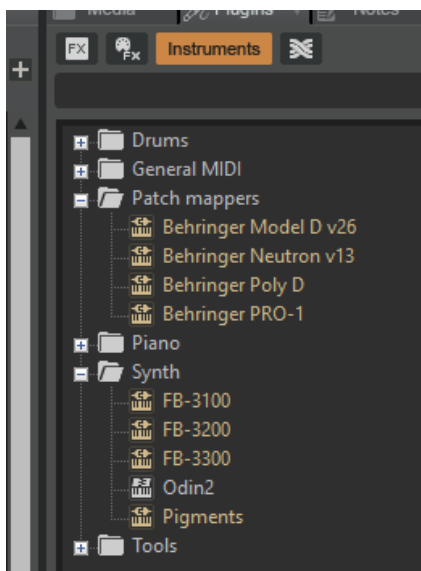 Media Plugins Notes
FX FX Instruments
Drums
General MIDI
Patch mappers
Behringer Model D v26
Behringer Neutron v13
Behringer Poly D
Behringer PRO-1
Piano
Synth
FB-3100
FB-3200
FB-3300
Odin2
Pigments
Tools